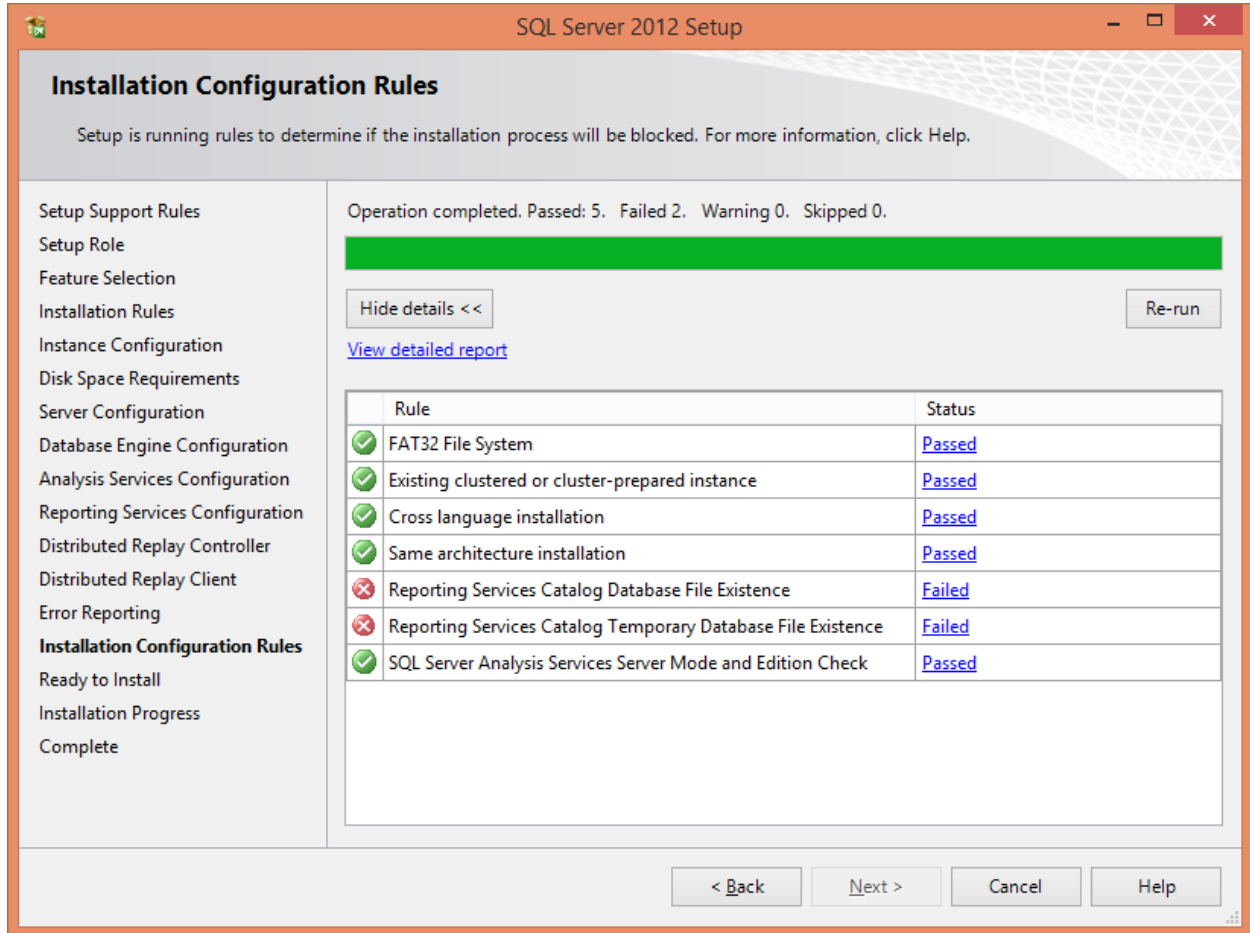 SQL Server 2012 Setup
Installation Configuration Rules
Setup is running rules to determine if the installation process will be blocked. For more information, click Help.
Setup Support Rules
Setup Role
Feature Selection
Installation Rules
Instance Configuration
Disk Space Requirements
Server Configuration
Database Engine Configuration
Analysis Services Configuration
Reporting Services Configuration
Distributed Replay Controller
Distributed Replay Client
Error Reporting
Installation Configuration Rules
Ready to Install
Installation Progress
Complete
Operation completed. Passed: 5. Failed 2. Warning 0. Skipped 0.
Hide details << Re-run
View detailed report
Rule Status
FAT32 File System Passed
Existing clustered or cluster-prepared instance Passed
Cross language installation Passed
Same architecture installation Passed
Reporting Services Catalog Database File Existence Failed
Reporting Services Catalog Temporary Database File Existence Failed
SQL Server Analysis Services Server Mode and Edition Check Passed
< Back Next > Cancel Help